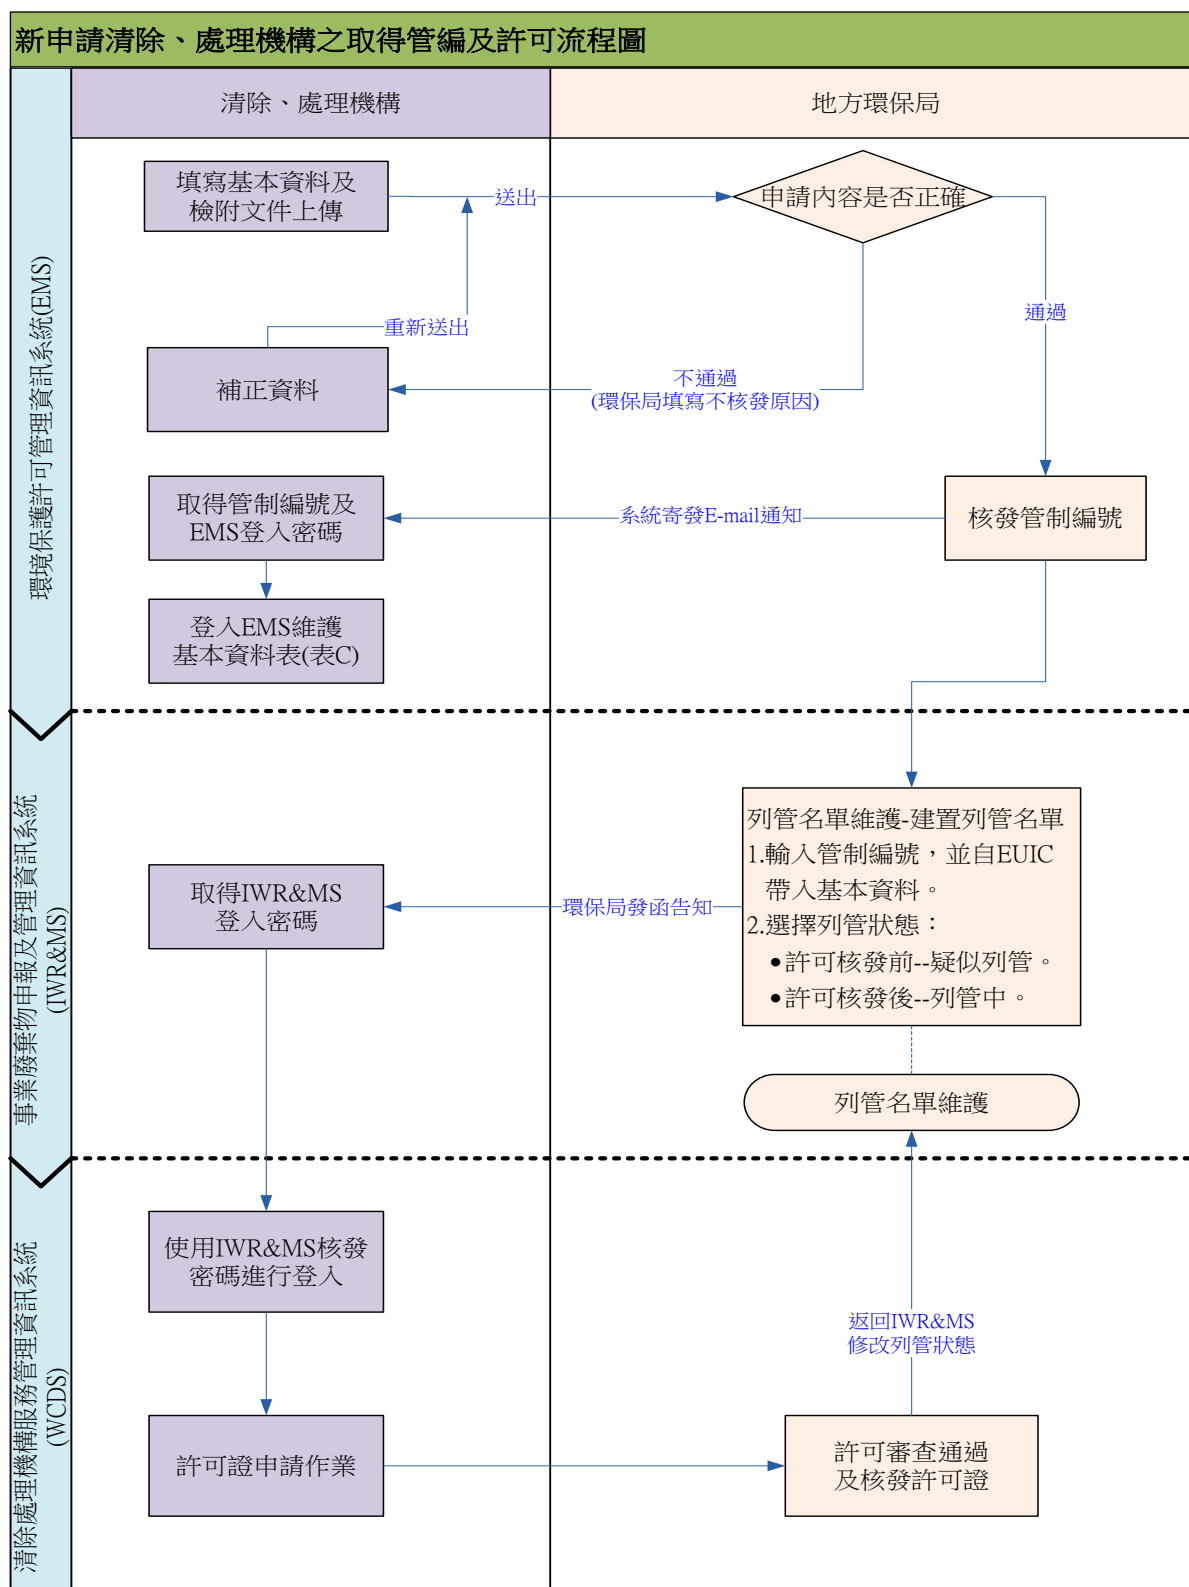 新申請清除、處理機構之取得管編及許可流程圖
清除、處理機構
地方環保局
環境保護許可管理資訊系統(EMS)
填寫基本資料及
檢附文件上傳
送出
申請內容是否正確
通過
重新送出
補正資料
不通過
(環保局填寫不核發原因)
取得管制編號及
EMS登入密碼
系統寄發E-mail通知
核發管制編號
登入EMS維護
基本資料表(表C)
事業廢棄物申報及管理資訊系統
(IWR&MS)
列管名單維護-建置列管名單
1.輸入管制編號，並自EUIC
帶入基本資料。
2.選擇列管狀態：
•許可核發前--疑似列管。
•許可核發後--列管中。
取得IWR&MS
登入密碼
環保局發函告知
列管名單維護
清除處理機構服務管理資訊系統
(WCDS)
使用IWR&MS核發
密碼進行登入
返回IWR&MS
修改列管狀態
許可證申請作業
許可審查通過
及核發許可證